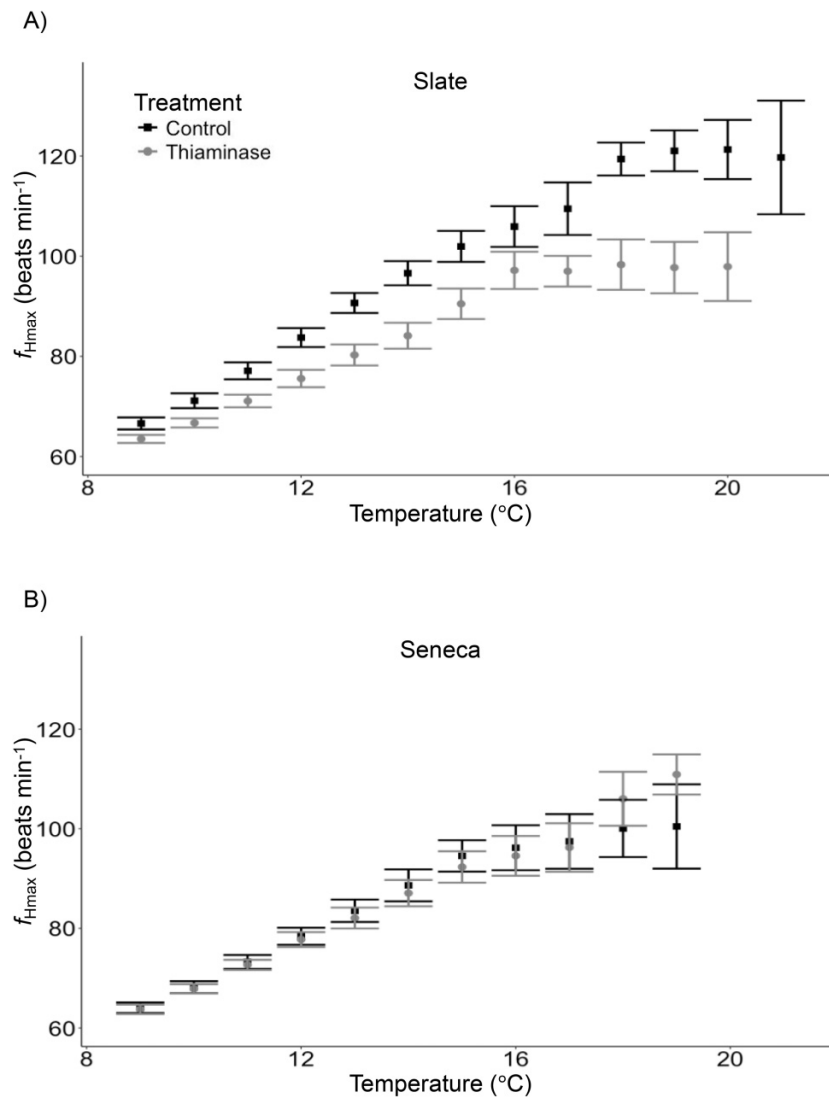 A)
Slate
Treatment
Control
Thiaminase
120
100
80
60
fHmax (beats min-1)
8 12 16 20
Temperature (°C)
B)
Seneca
120
100
80
60
fHmax (beats min-1)
8 12 16 20
Temperature (°C)